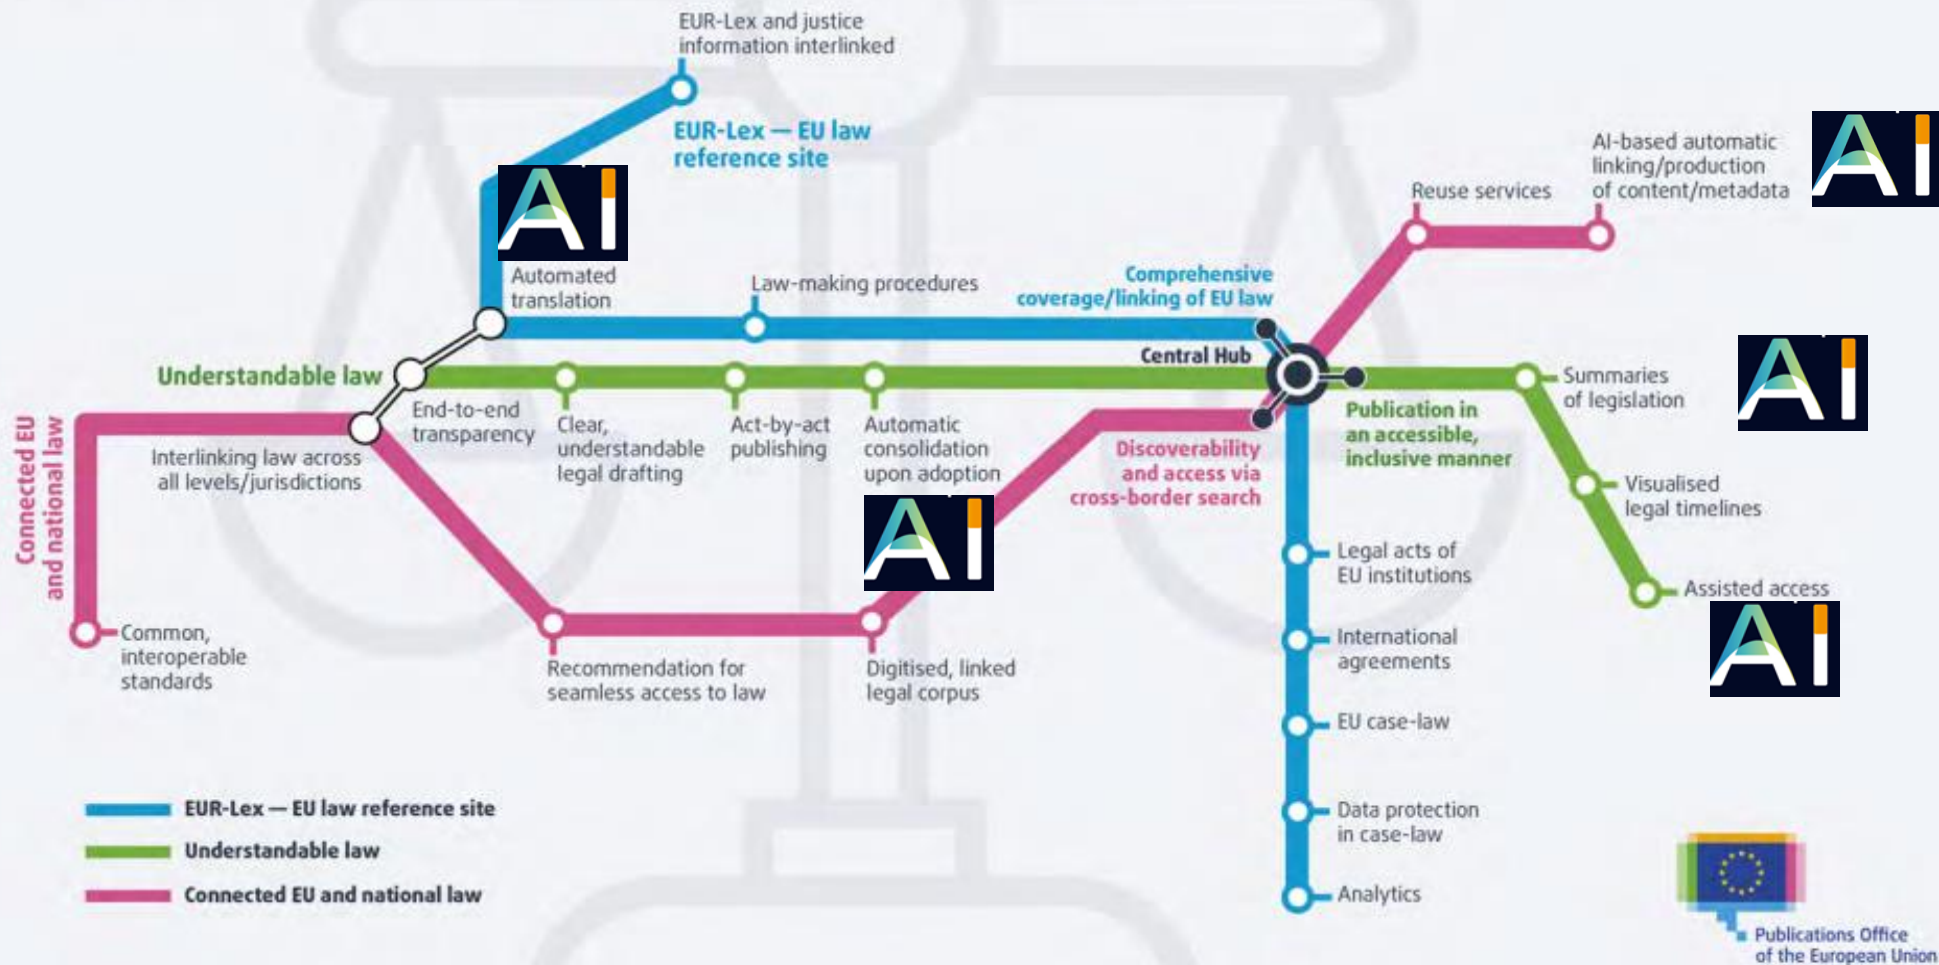 EUR-Lex and justice
information interlinked
EUR-Lex — EU law
reference site
AI
Automated
translation
Law-making procedures
Comprehensive
coverage/linking of EU law
Central Hub
Reuse services
AI-based automatic
linking/production
of content/metadata
AI
Understandable law
End-to-end
transparency
Clear,
understandable
legal drafting
Act-by-act
publishing
Automatic
consolidation
upon adoption
AI
Discoverability
and access via
cross-border search
Publication in
an accessible,
inclusive manner
Summaries
of legislation
AI
Visualised
legal timelines
Assisted access
AI
Connected EU
and national law
Interlinking law across
all levels/jurisdictions
Common,
interoperable
standards
Recommendation for
seamless access to law
Digitised, linked
legal corpus
Legal acts of
EU institutions
International
agreements
EU case-law
Data protection
in case-law
Analytics
EUR-Lex — EU law reference site
Understandable law
Connected EU and national law
Publications Office
of the European Union